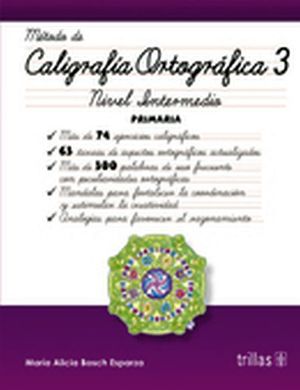 Método de
Caligrafía Ortográfica 3
Nivel Intermedio
PRIMARIA
✓ Más de 74 ejercicios caligráficos
✓ 63 de aspectos ortográficos actualizados
✓ Más de 380 palabras de uso frecuente
con peculiaridades ortográficas
✓ Mandalas para fortalecer la coordinación
y estimular la creatividad
✓ Analogías para favorecer el razonamiento
María Alicia Bosch Esparza
trillas